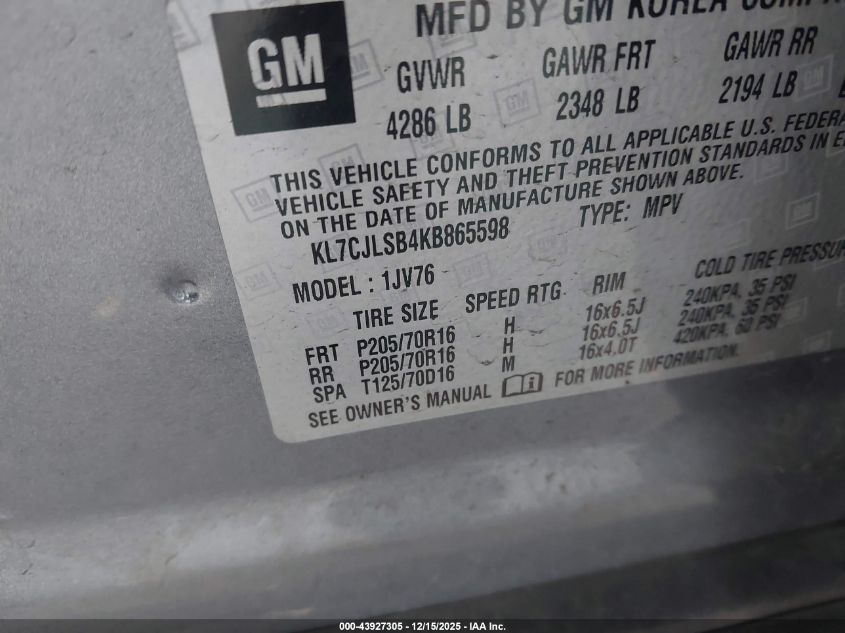 GM
MFD BY GM KOREA
GVWR GAWR FRT GAWR RR
4286 LB 2348 LB 2194 LB
THIS VEHICLE CONFORMS TO ALL APPLICABLE U.S.
VEHICLE SAFETY AND THEFT PREVENTION STANDARDS IN
ON THE DATE OF MANUFACTURE SHOWN ABOVE.
KL7CJLSB4KB865598 TYPE: MPV
MODEL: 1JV76
TIRE SIZE SPEED RTG RIM COLD TIRE
FRT P205/70R16 H 16x6.5J 240KPA, 35 PSI
RR P205/70R16 H 16x6.5J 240KPA, 35 PSI
SPA T125/70D16 M 16x4.0T 420KPA, 60 PSI
SEE OWNER'S MANUAL FOR MORE INFORMATION.
000-43927305 - 12/15/2025 - IAA Inc.